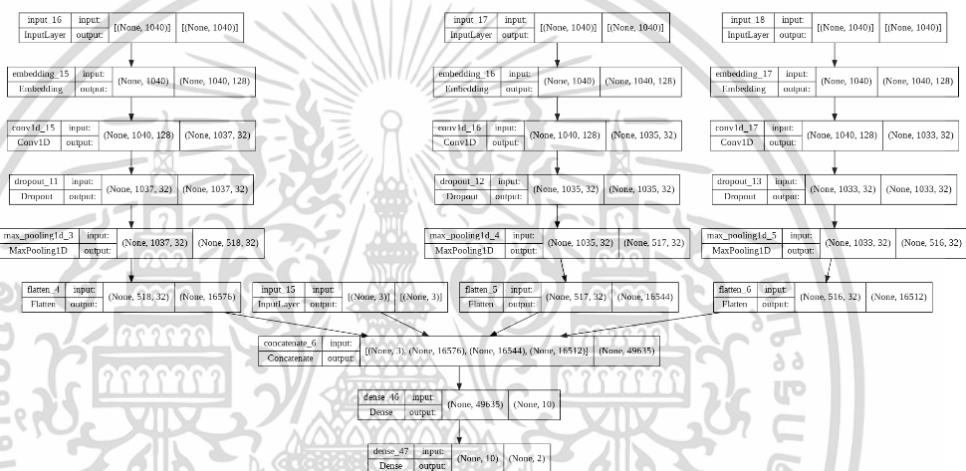 input_16 input: [(None, 1040)] [(None, 1040)]
InputLayer output:
input_17 input: [(None, 1040)] [(None, 1040)]
InputLayer output:
input_18 input: [(None, 1040)] [(None, 1040)]
InputLayer output:
embedding_15 input: (None, 1040) (None, 1040, 128)
Embedding output:
embedding_16 input: (None, 1040) (None, 1040, 128)
Embedding output:
embedding_17 input: (None, 1040) (None, 1040, 128)
Embedding output:
conv1d_15 input: (None, 1040, 128) (None, 1037, 32)
Conv1D output:
conv1d_16 input: (None, 1040, 128) (None, 1035, 32)
Conv1D output:
conv1d_17 input: (None, 1040, 128) (None, 1033, 32)
Conv1D output:
dropout_11 input: (None, 1037, 32) (None, 1037, 32)
Dropout output:
dropout_12 input: (None, 1035, 32) (None, 1035, 32)
Dropout output:
dropout_13 input: (None, 1033, 32) (None, 1033, 32)
Dropout output:
max_pooling1d_3 input: (None, 1037, 32) (None, 518, 32)
MaxPooling1D output:
max_pooling1d_4 input: (None, 1035, 32) (None, 517, 32)
MaxPooling1D output:
max_pooling1d_5 input: (None, 1033, 32) (None, 516, 32)
MaxPooling1D output:
flatten_4 input: (None, 518, 32) (None, 16576)
Flatten output:
input_15 input: [(None, 3)] [(None, 3)]
InputLayer output:
flatten_5 input: (None, 517, 32) (None, 16544)
Flatten output:
flatten_6 input: (None, 516, 32) (None, 16512)
Flatten output:
concatenate_6 input: [(None, 3), (None, 16576), (None, 16544), (None, 16512)] (None, 49635)
Concatenate output:
dense_46 input: (None, 49635) (None, 10)
Dense output:
dense_47 input: (None, 10) (None, 2)
Dense output: